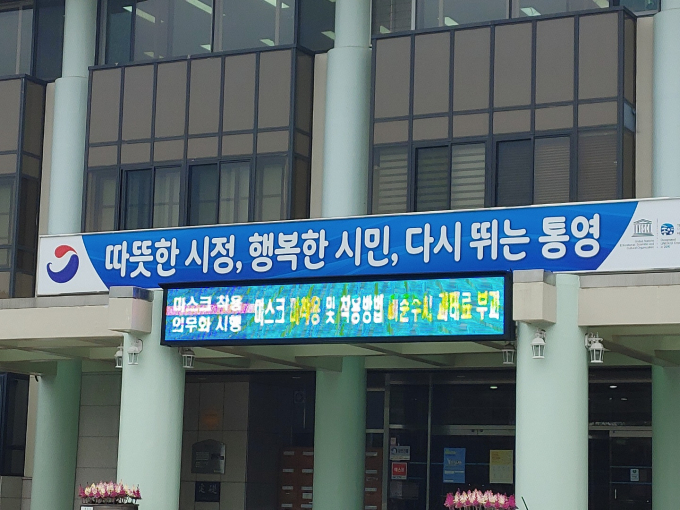 따뜻한 시정, 행복한 시민, 다시 뛰는 통영
마스크 착용
의무화 시행
마스크 미착용 및 착용방법 미준수시 과태료 부과